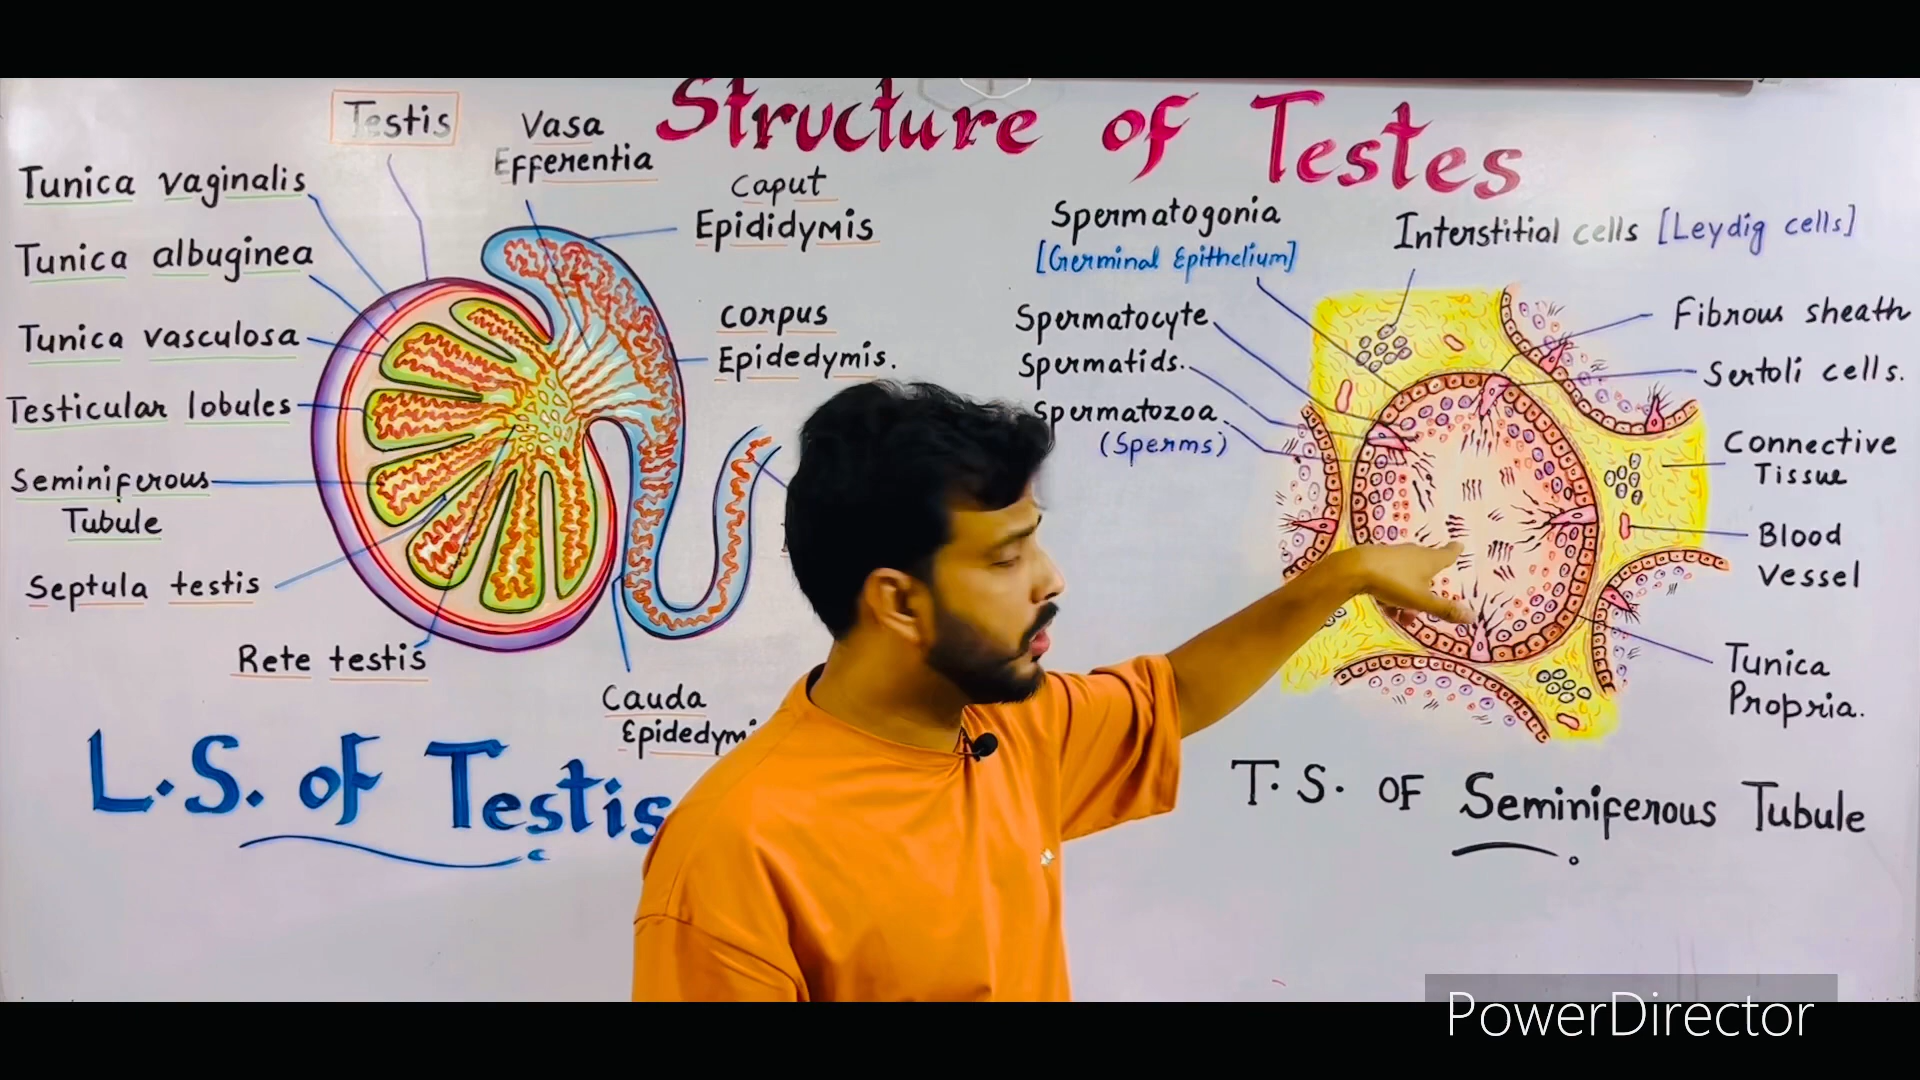 Structure of Testes
Testis
Vasa
Efferentia
Tunica vaginalis
Caput
Epididymis
Tunica albuginea
Tunica vasculosa
Corpus
Epidedymis.
Testicular lobules
Seminiferous
Tubule
Septula testis
Rete testis
Cauda
L.S. of Testis
Spermatogonia
[Germinal Epithelium]
Interstitial cells [Leydig cells]
Spermatocyte
Fibrous sheath
Spermatids.
Sertoli cells.
Spermatozoa
(Sperms)
Connective
Tissue
Blood
Vessel
Tunica
Propria.
T.S. OF Seminiferous Tubule
PowerDirector